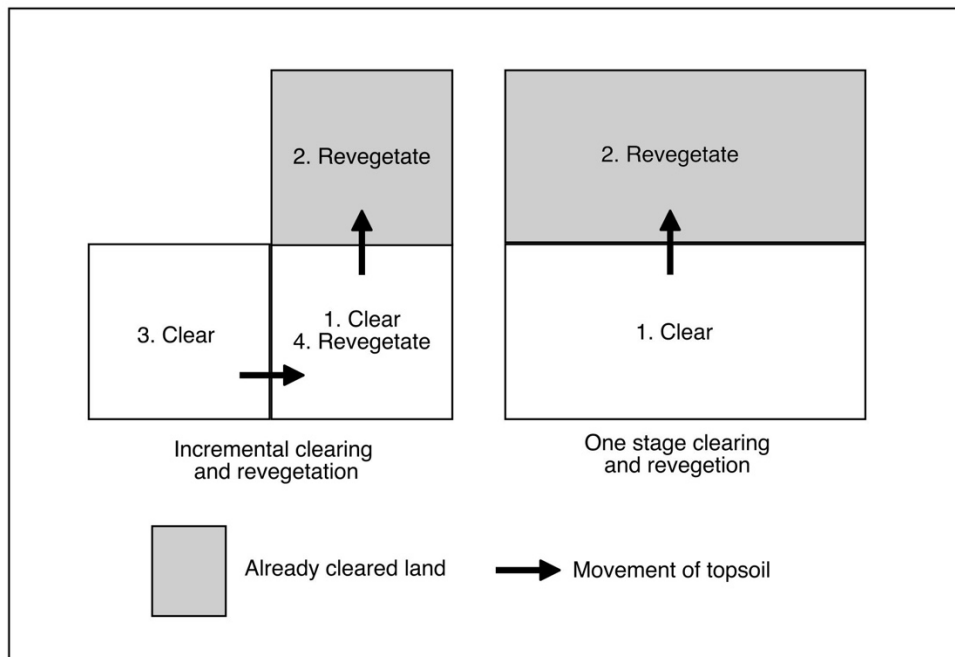 2. Revegetate
2. Revegetate
3. Clear
1. Clear
4. Revegetate
1. Clear
Incremental clearing
and revegetation
One stage clearing
and revegetion
Already cleared land
Movement of topsoil